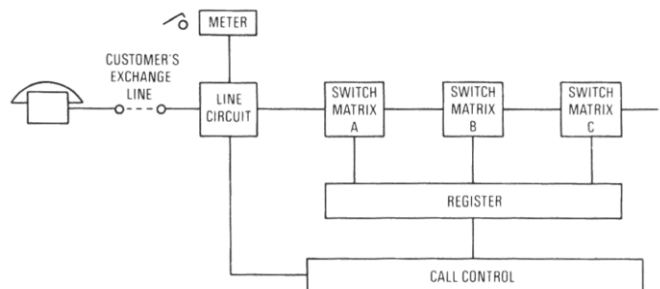 METER
CUSTOMER'S
EXCHANGE
LINE
LINE
CIRCUIT
SWITCH
MATRIX
A
SWITCH
MATRIX
B
SWITCH
MATRIX
C
REGISTER
CALL CONTROL